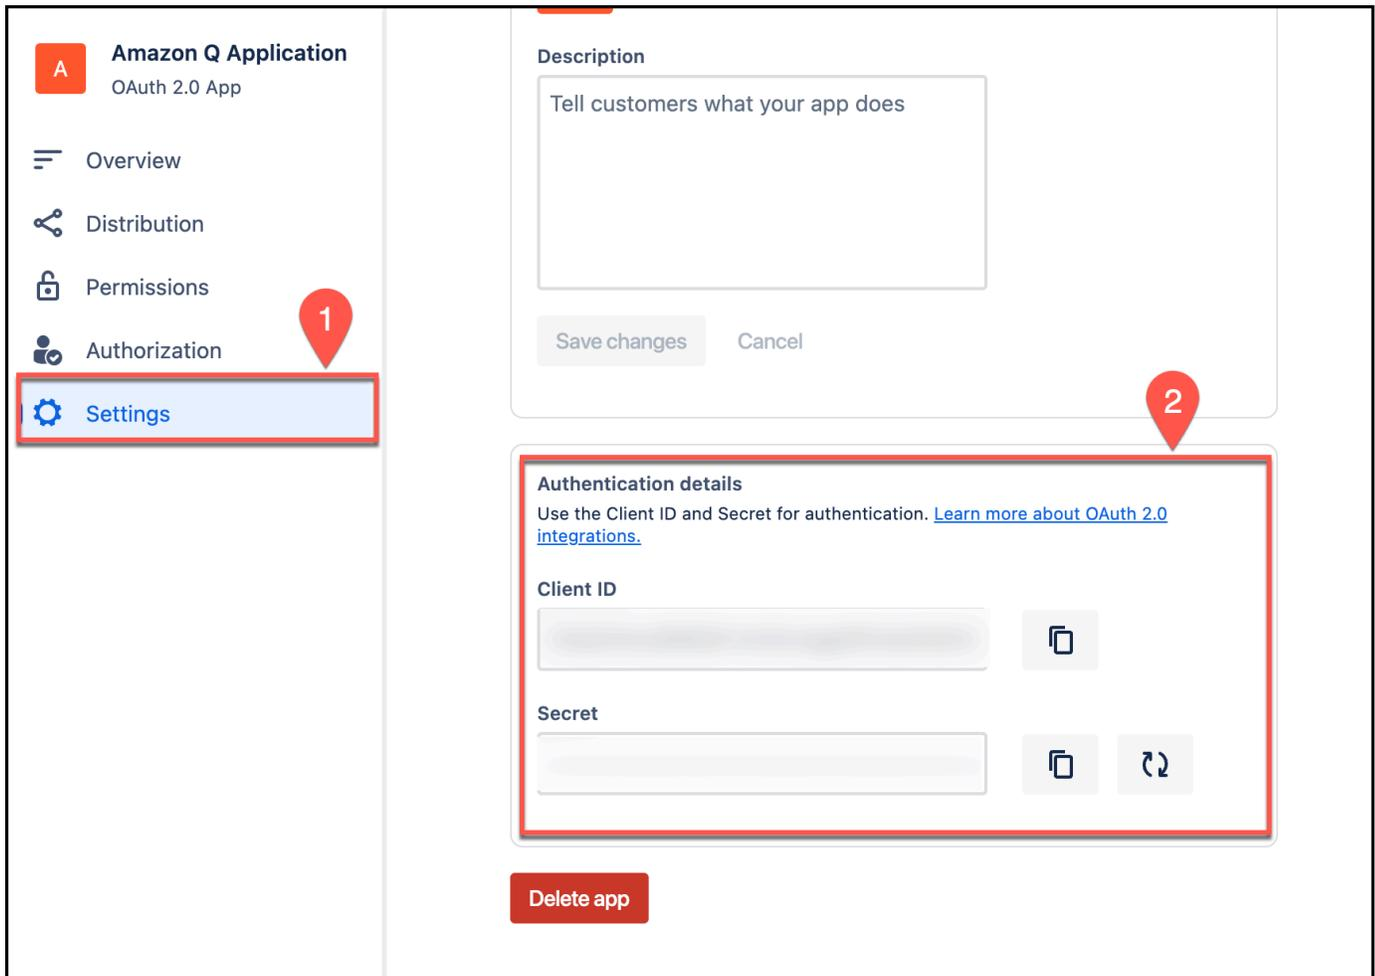 A
Amazon Q Application
OAuth 2.0 App
Overview
Distribution
Permissions
Authorization
Settings
1
Description
Tell customers what your app does
Save changes
Cancel
2
Authentication details
Use the Client ID and Secret for authentication. Learn more about OAuth 2.0
integrations.
Client ID
Secret
Delete app